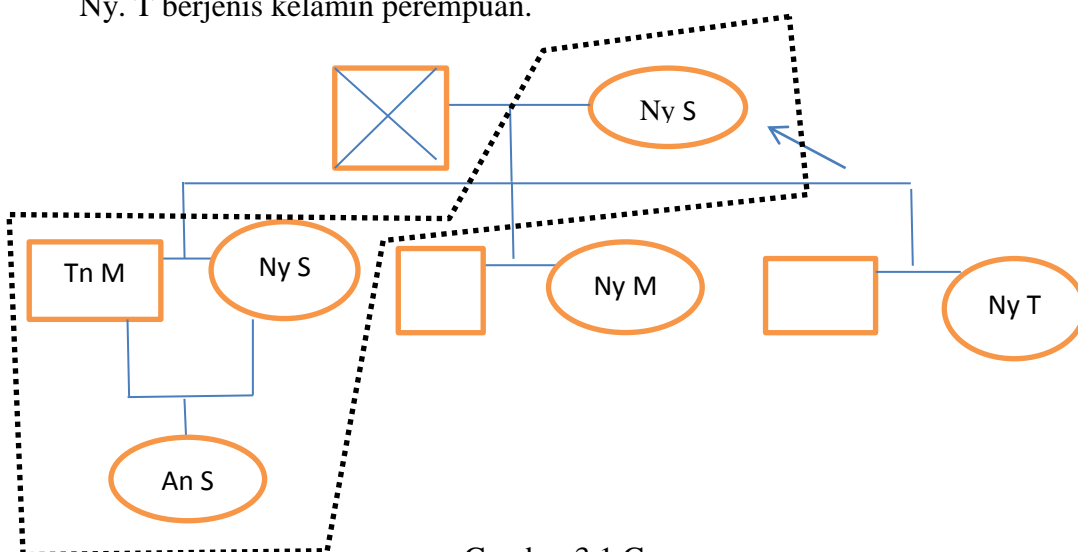 Ny. T berjenis kelamin perempuan.
Ny S
Tn M
Ny S
Ny M
Ny T
An S